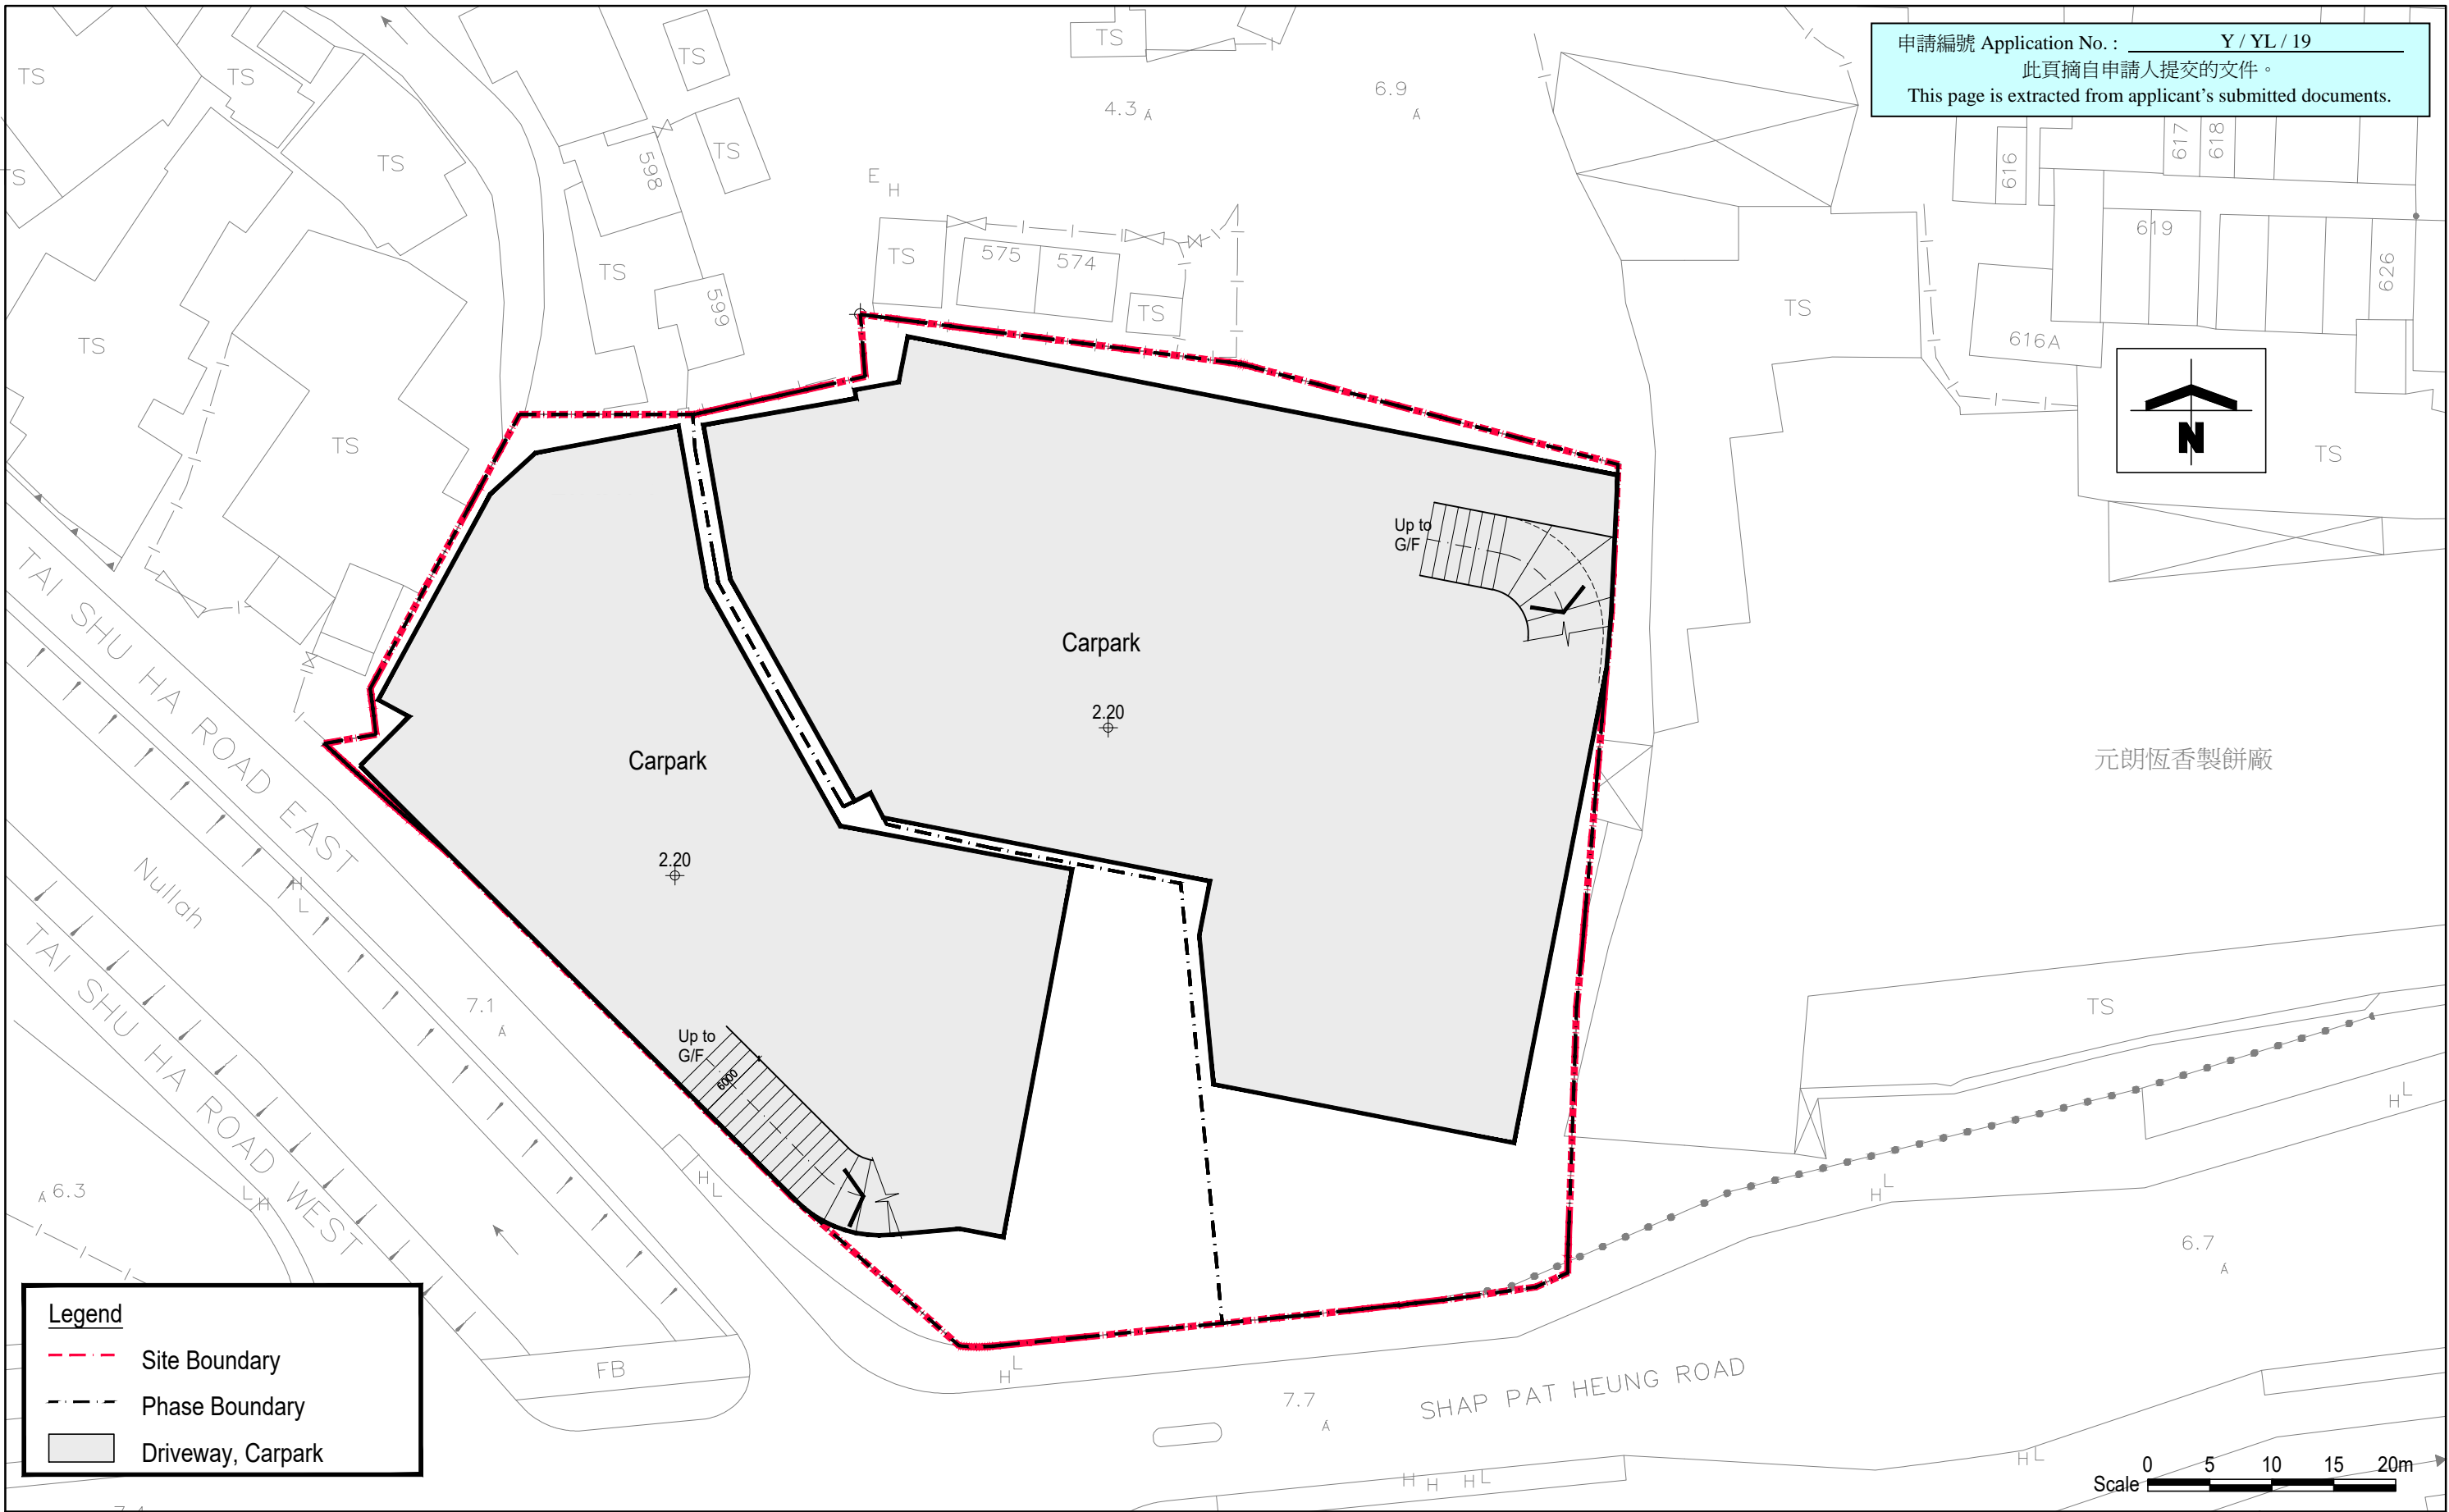 申請編號 Application No. : Y / YL / 19
此頁摘自申請人提交的文件。
This page is extracted from applicant's submitted documents.
TS
TS
TS
TS
TS
TS
TS
TS
TS
598
599
TS
TS
4.3
6.9
E
H
TS
575
574
TS
616
617
618
619
626
616A
TS
TS
N
Up to
G/F
Carpark
2.20
Carpark
2.20
元朗恆香製餅廠
TAI SHU HA ROAD EAST
Nullah
TAI SHU HA ROAD WEST
H
L
7.1
Up to
G/F
6000
TS
H L
H L
6.3
L
H
H
L
6.7
FB
H L
7.7
SHAP PAT HEUNG ROAD
H H H L
H L
Legend
Site Boundary
Phase Boundary
Driveway, Carpark
Scale 0 5 10 15 20m